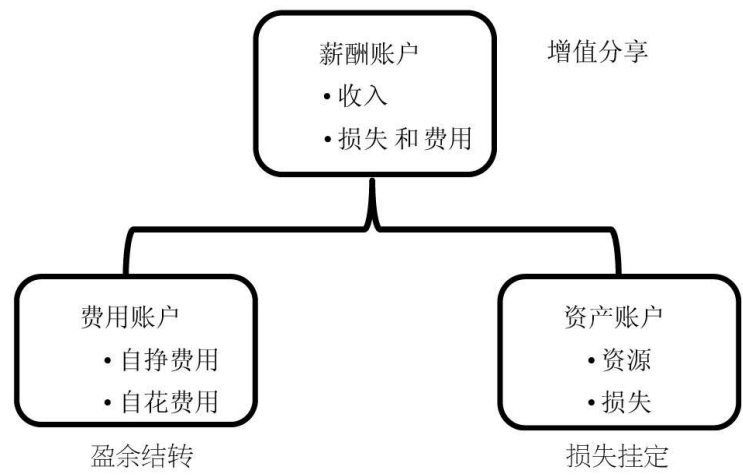 薪酬账户
增值分享
•收入
•损失和费用
费用账户
•自挣费用
•自花费用
盈余结转
资产账户
•资源
•损失
损失挂定